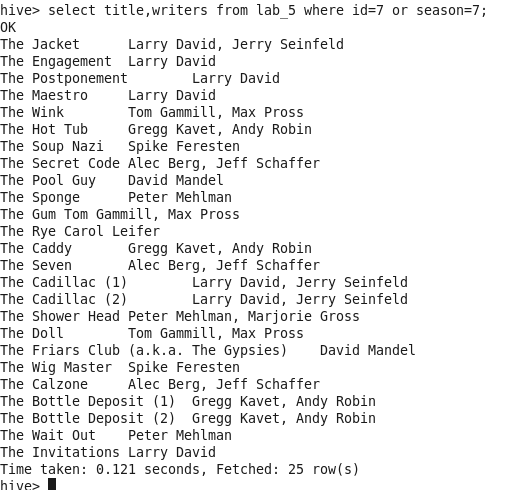 hive> select title,writers from lab_5 where id=7 or season=7;
OK
The Jacket	Larry David, Jerry Seinfeld
The Engagement	Larry David
The Postponement	Larry David
The Maestro	Larry David
The Wink	Tom Gammill, Max Pross
The Hot Tub	Gregg Kavet, Andy Robin
The Soup Nazi	Spike Feresten
The Secret Code	Alec Berg, Jeff Schaffer
The Pool Guy	David Mandel
The Sponge	Peter Mehlman
The Gum	Tom Gammill, Max Pross
The Rye	Carol Leifer
The Caddy	Gregg Kavet, Andy Robin
The Seven	Alec Berg, Jeff Schaffer
The Cadillac (1)	Larry David, Jerry Seinfeld
The Cadillac (2)	Larry David, Jerry Seinfeld
The Shower Head	Peter Mehlman, Marjorie Gross
The Doll	Tom Gammill, Max Pross
The Friars Club (a.k.a. The Gypsies)	David Mandel
The Wig Master	Spike Feresten
The Calzone	Alec Berg, Jeff Schaffer
The Bottle Deposit (1)	Gregg Kavet, Andy Robin
The Bottle Deposit (2)	Gregg Kavet, Andy Robin
The Wait Out	Peter Mehlman
The Invitations	Larry David
Time taken: 0.121 seconds, Fetched: 25 row(s)
hive>